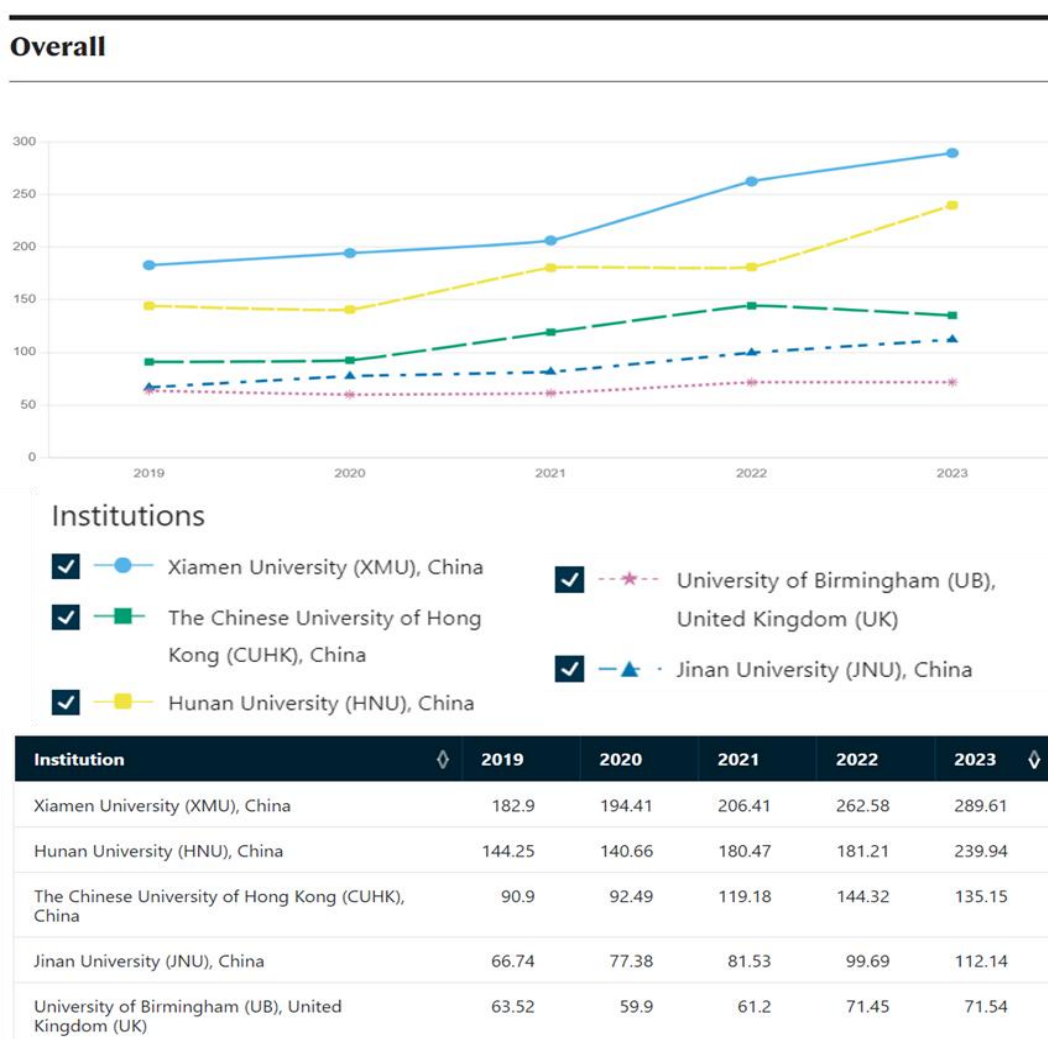 Overall
300
250
200
150
100
50
0
2019 2020 2021 2022 2023
Institutions
Xiamen University (XMU), China
The Chinese University of Hong
Kong (CUHK), China
Hunan University (HNU), China
University of Birmingham (UB),
United Kingdom (UK)
Jinan University (JNU), China
Institution 2019 2020 2021 2022 2023
Xiamen University (XMU), China 182.9 194.41 206.41 262.58 289.61
Hunan University (HNU), China 144.25 140.66 180.47 181.21 239.94
The Chinese University of Hong Kong (CUHK), 90.9 92.49 119.18 144.32 135.15
China
Jinan University (JNU), China 66.74 77.38 81.53 99.69 112.14
University of Birmingham (UB), United 63.52 59.9 61.2 71.45 71.54
Kingdom (UK)